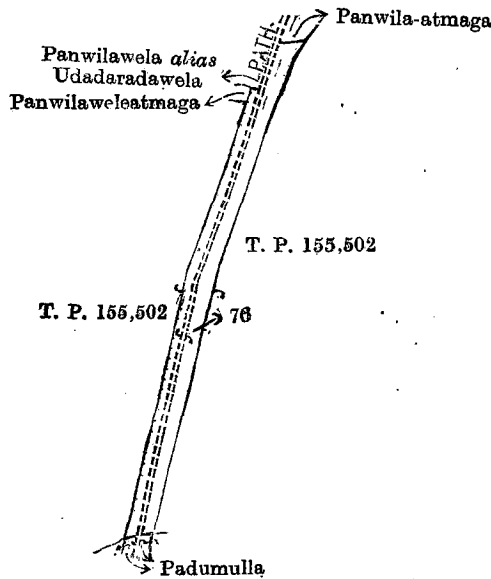 Panwila-atmaga
PATH
Panwilawela alias
Udadaradawela
Panwilaweleatmaga
T. P. 155,502
T. P. 155,502
76
Padumulla